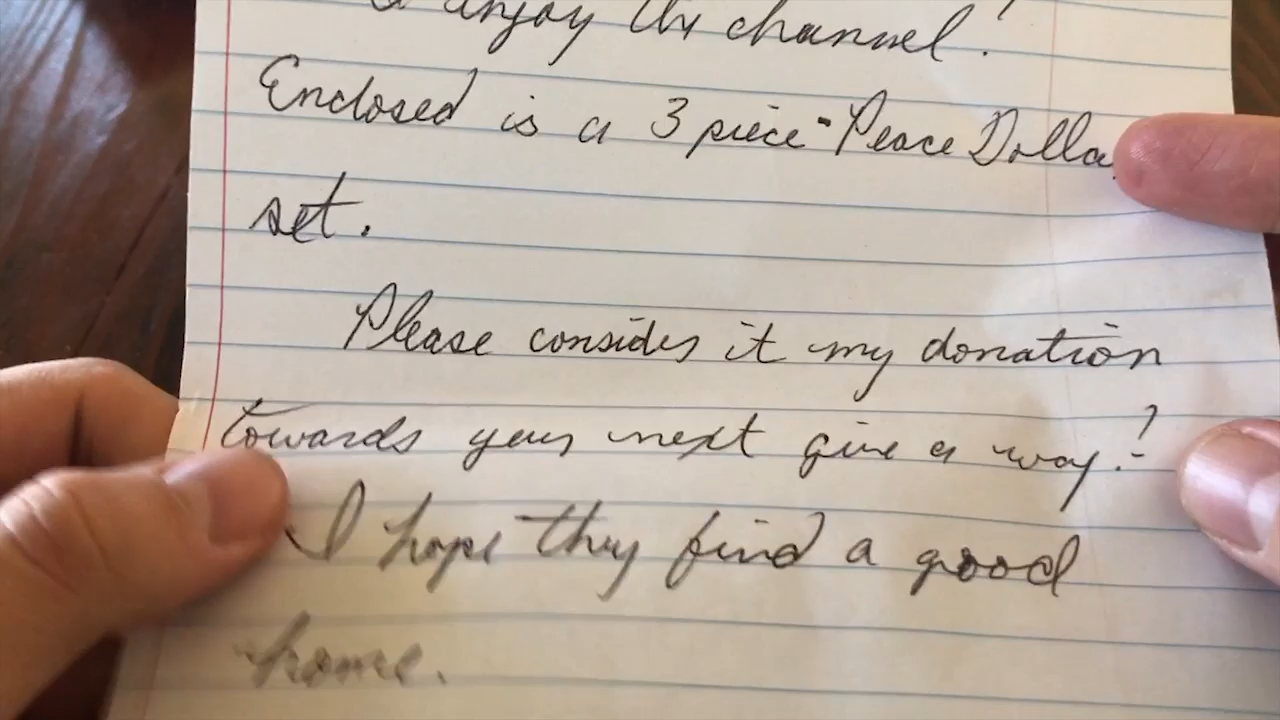 I enjoy the channel!
Enclosed is a 3 piece - Peace Dolla
set.
Please consider it my donation
towards your next give a way!
I hope they find a good
home.